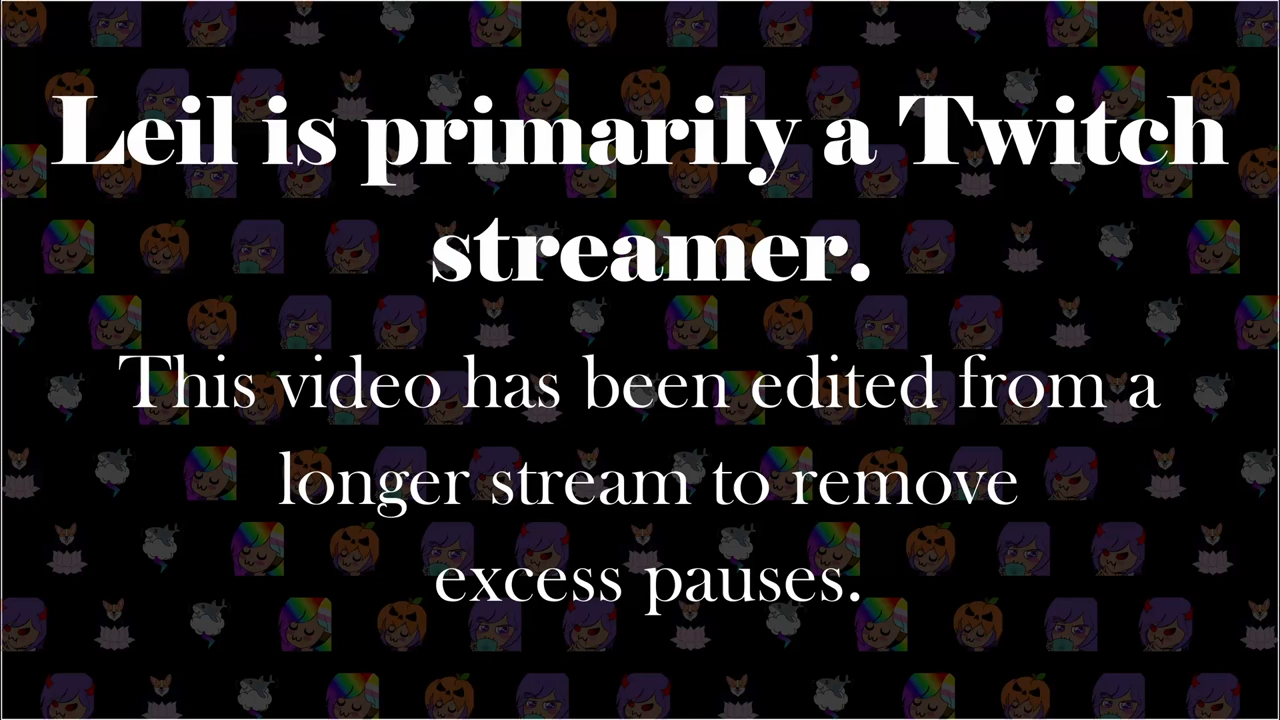 Leil is primarily a Twitch
streamer.
This video has been edited from a
longer stream to remove
excess pauses.